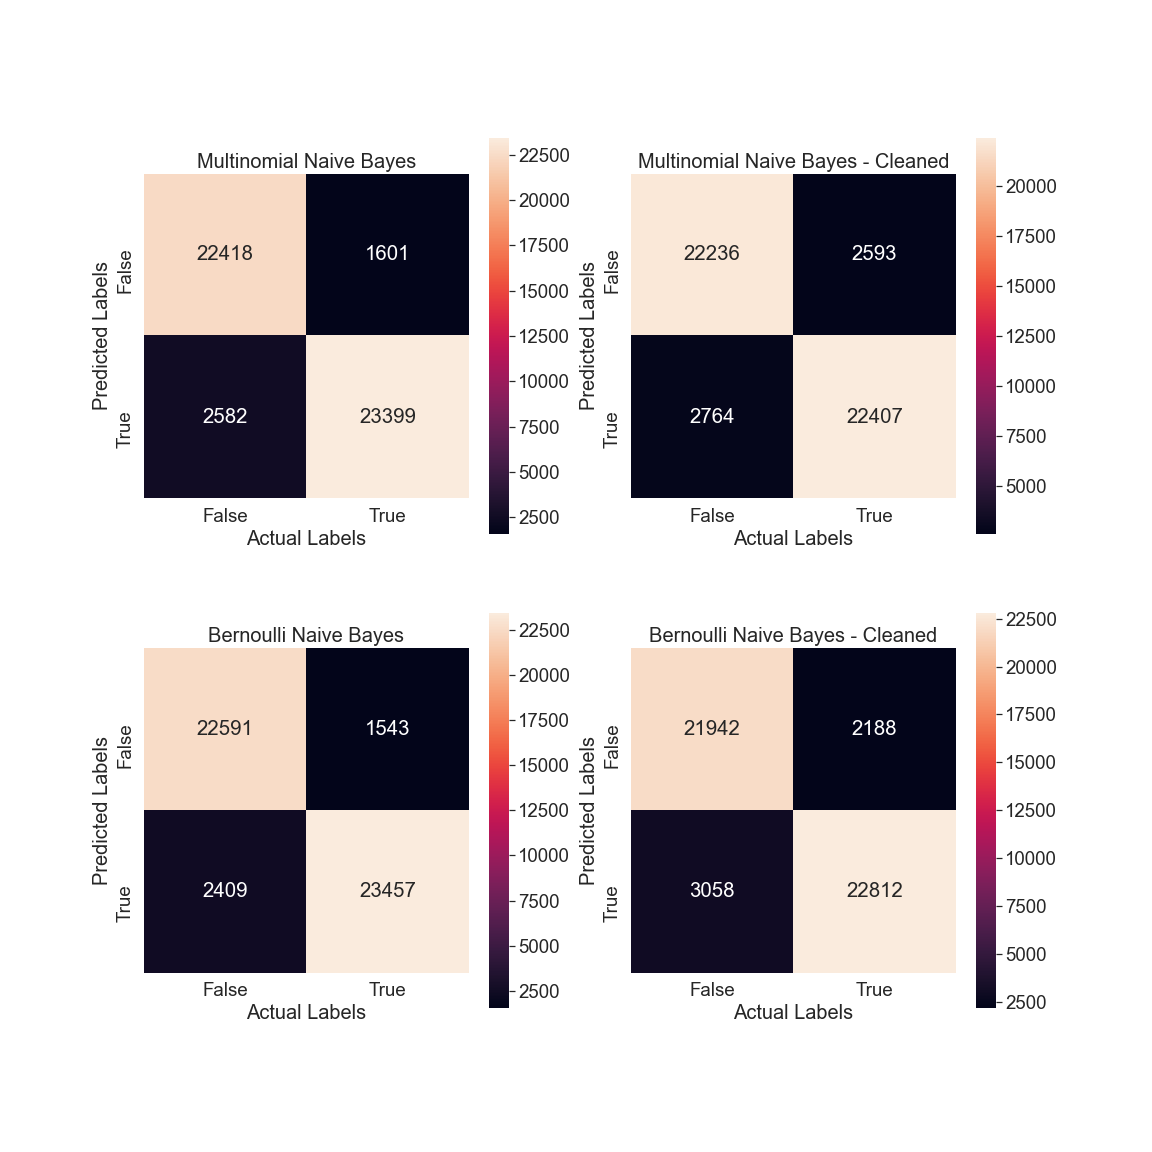 Multinomial Naive Bayes
22418 1601
2582 23399
False
True
Predicted Labels
False True
Actual Labels
22500
20000
17500
15000
12500
10000
7500
5000
2500
Multinomial Naive Bayes - Cleaned
22236 2593
2764 22407
False
True
Predicted Labels
False True
Actual Labels
20000
17500
15000
12500
10000
7500
5000
Bernoulli Naive Bayes
22591 1543
2409 23457
False
True
Predicted Labels
False True
Actual Labels
22500
20000
17500
15000
12500
10000
7500
5000
2500
Bernoulli Naive Bayes - Cleaned
21942 2188
3058 22812
False
True
Predicted Labels
False True
Actual Labels
22500
20000
17500
15000
12500
10000
7500
5000
2500